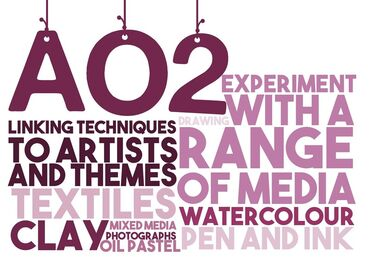 AO2
LINKING TECHNIQUES
TO ARTISTS
AND THEMES
TEXTILES
CLAY
MIXED MEDIA
PHOTOGRAPHS
OIL PASTEL
DRAWING
EXPERIMENT
WITH A
RANGE
OF MEDIA
WATERCOLOUR
PEN AND INK